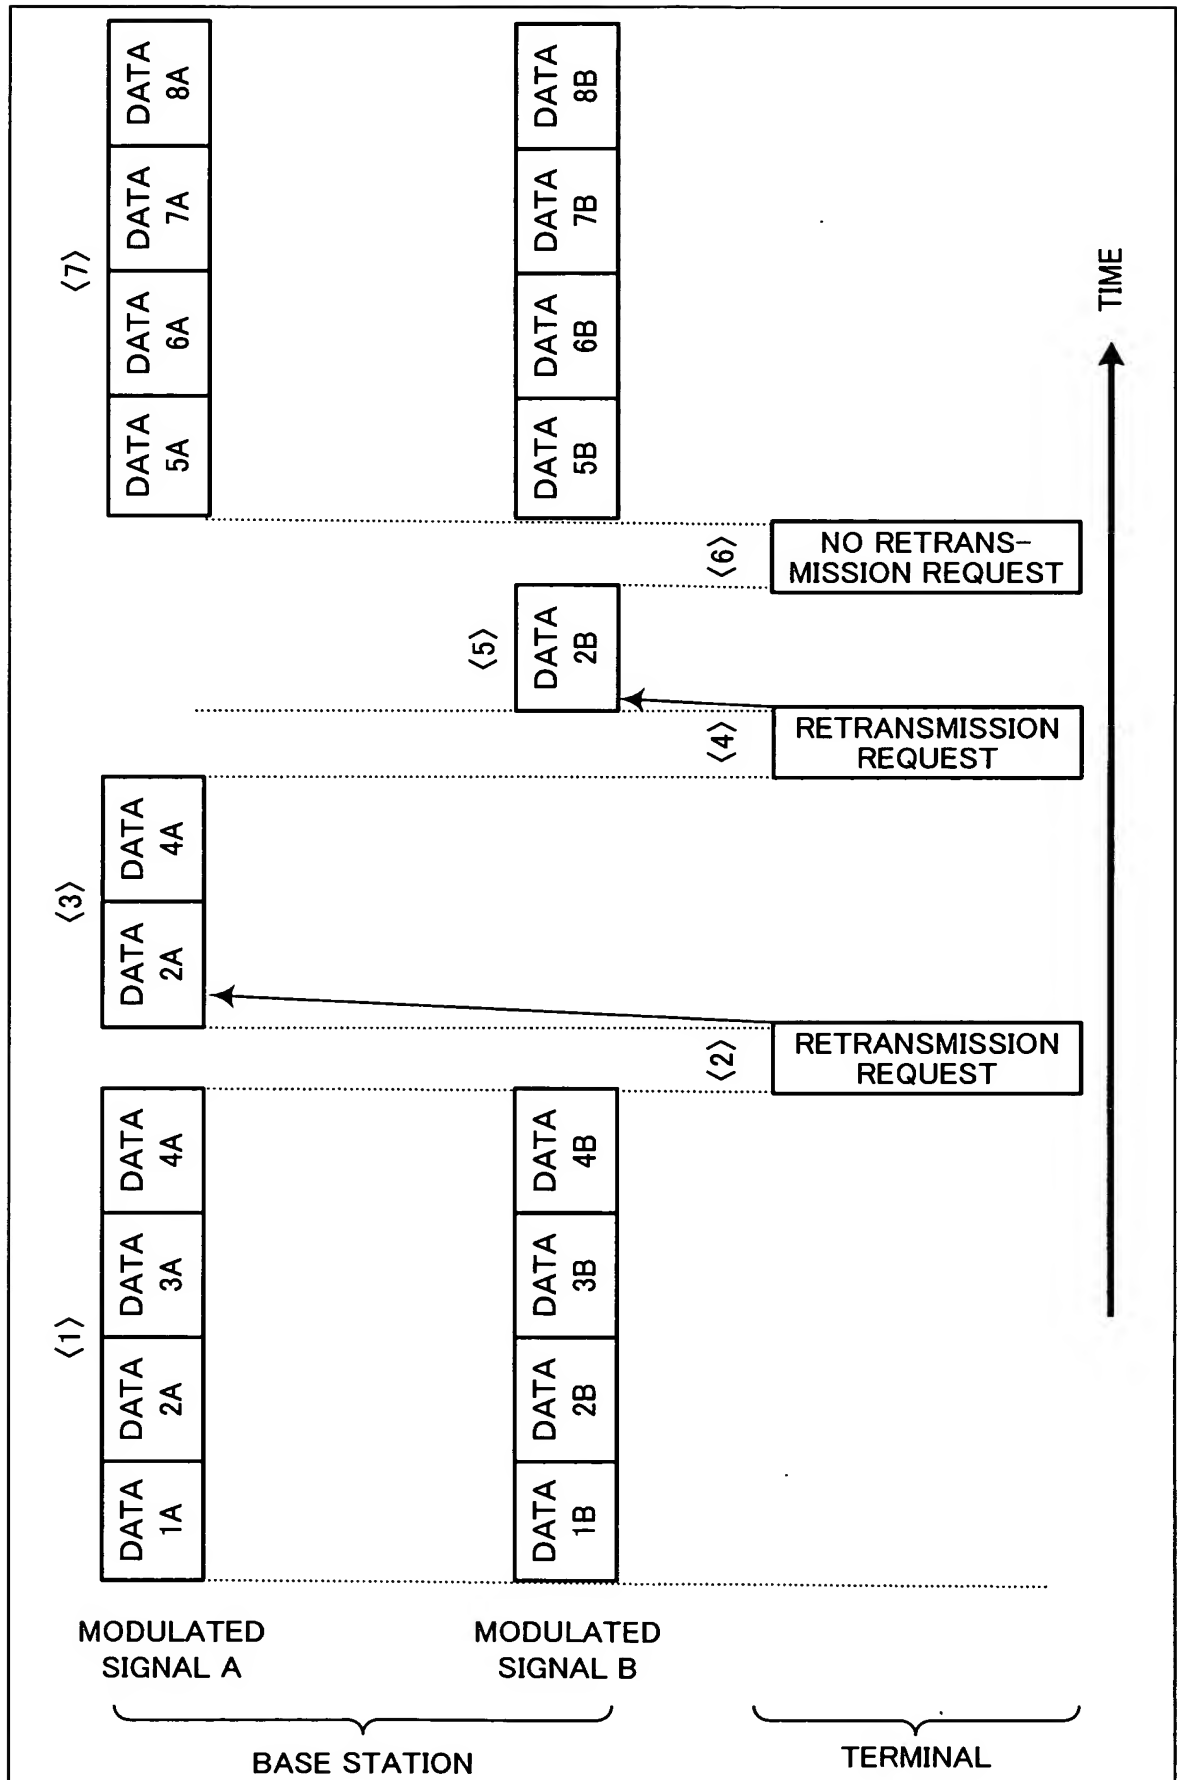 <7>
DATA 5A
DATA 6A
DATA 7A
DATA 8A
DATA 5B
DATA 6B
DATA 7B
DATA 8B
<6>
NO RETRANS-
MISSION REQUEST
TIME
<5>
DATA 2B
<4>
RETRANSMISSION
REQUEST
<3>
DATA 2A
DATA 4A
<2>
RETRANSMISSION
REQUEST
<1>
DATA 1A
DATA 2A
DATA 3A
DATA 4A
DATA 1B
DATA 2B
DATA 3B
DATA 4B
MODULATED
SIGNAL A
MODULATED
SIGNAL B
BASE STATION
TERMINAL